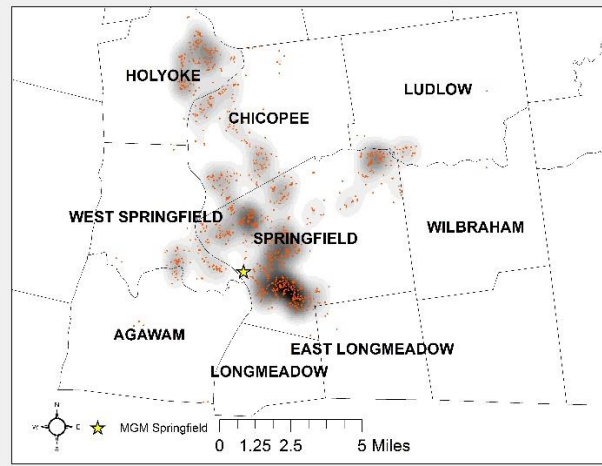 HOLYOKE
LUDLOW
CHICOPEE
WEST SPRINGFIELD
SPRINGFIELD
WILBRAHAM
AGAWAM
EAST LONGMEADOW
LONGMEADOW
N
W E
S
MGM Springfield
0 1.25 2.5 5 Miles